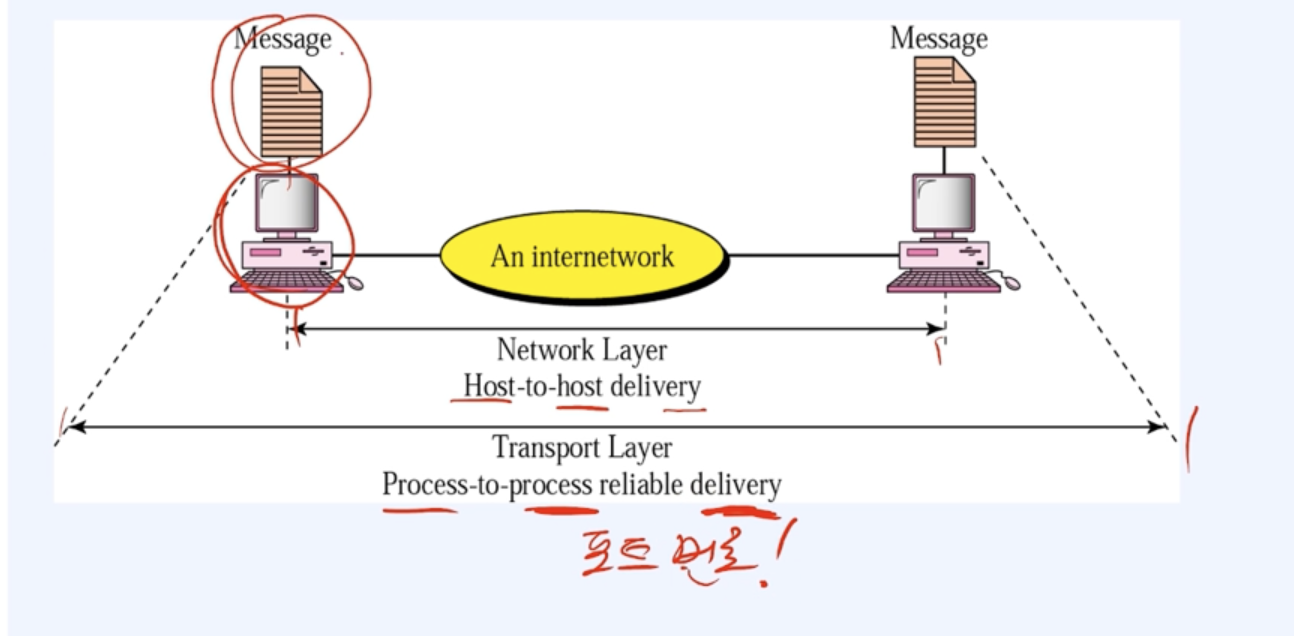 Message
Message
An internetwork
Network Layer
Host-to-host delivery
Transport Layer
Process-to-process reliable delivery
포트 번호!